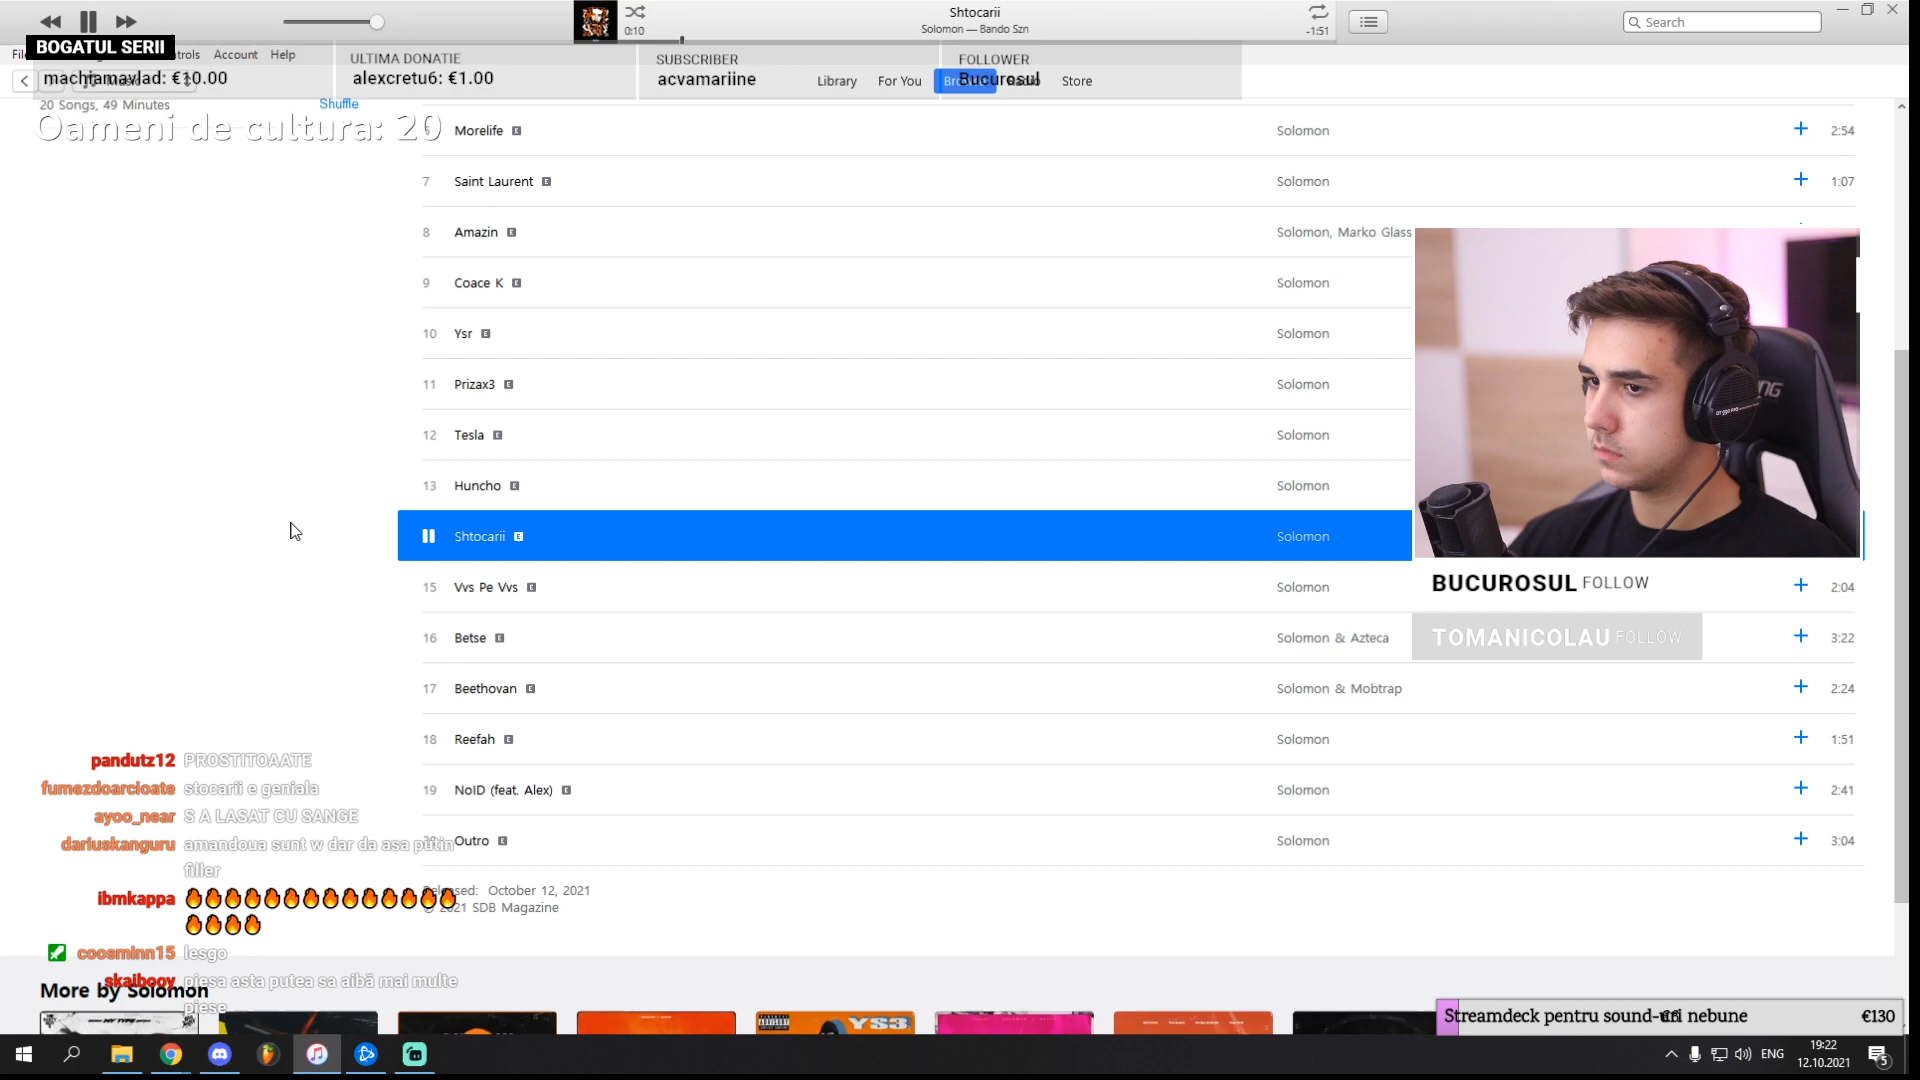 Shtocarii
Solomon — Bando Szn
0:10
-1:51
Search
BOGATUL SERII
Account Help
machiamavlad: €10.00
ULTIMA DONATIE
alexcretu6: €1.00
SUBSCRIBER
acvamariine
FOLLOWER
Bucurosul
Library For You Store
20 Songs, 49 Minutes
Shuffle
Oameni de cultura: 20
Morelife E Solomon 2:54
7 Saint Laurent E Solomon 1:07
8 Amazin E Solomon, Marko Glass
9 Coace K E Solomon
10 Ysr E Solomon
11 Prizax3 E Solomon
12 Tesla E Solomon
13 Huncho E Solomon
Shtocarii E Solomon
15 Vvs Pe Vvs E Solomon 2:04
16 Betse E Solomon & Azteca 3:22
17 Beethovan E Solomon & Mobtrap 2:24
18 Reefah E Solomon 1:51
19 NoID (feat. Alex) E Solomon 2:41
Outro E Solomon 3:04
BUCUROSUL FOLLOW
TOMANICOLAU FOLLOW
pandutz12 PROSTITOAATE
fumezdoarcioate stocarii e geniala
ayoo_near S A LASAT CU SANGE
dariuskanguru amandoua sunt w dar da asa putin
filler
ibmkappa
coosminn15 lesgo
skaibooy piesa asta putea sa aibă mai multe
piese
Released: October 12, 2021
© 2021 SDB Magazine
More by Solomon
YS3
Streamdeck pentru sound-uri nebune
€130
ENG
19:22
12.10.2021
5